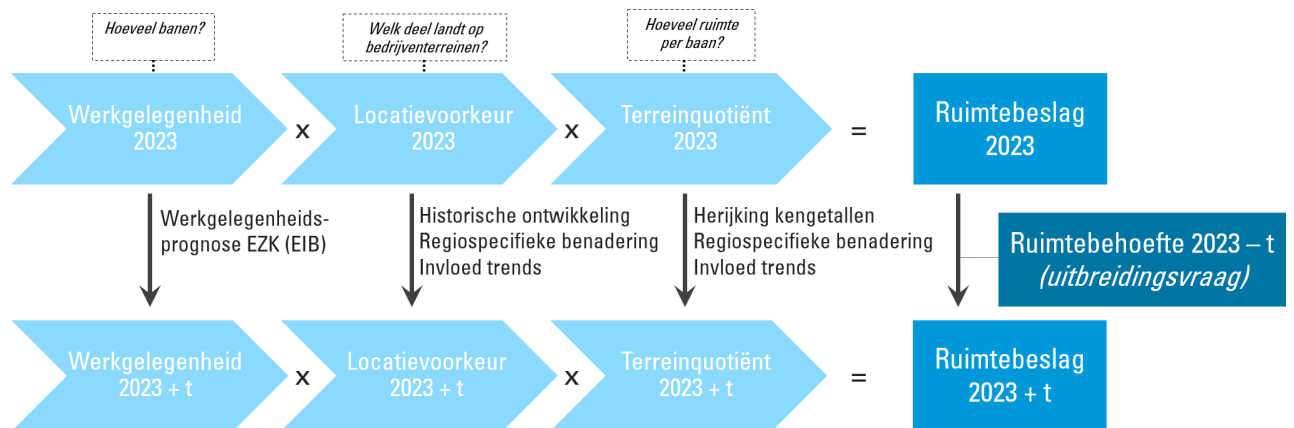 Hoeveel banen?
Welk deel landt op
bedrijventerreinen?
Hoeveel ruimte
per baan?
Werkgelegenheid
2023
x
Locatievoorkeur
2023
x
Terreinquotiënt
2023
=
Ruimtebeslag
2023
Werkgelegenheids-
prognose EZK (EIB)
Historische ontwikkeling
Regiospecifieke benadering
Invloed trends
Herijking kengetallen
Regiospecifieke benadering
Invloed trends
Ruimtebehoefte 2023 – t
(uitbreidingsvraag)
Werkgelegenheid
2023 + t
x
Locatievoorkeur
2023 + t
x
Terreinquotiënt
2023 + t
=
Ruimtebeslag
2023 + t